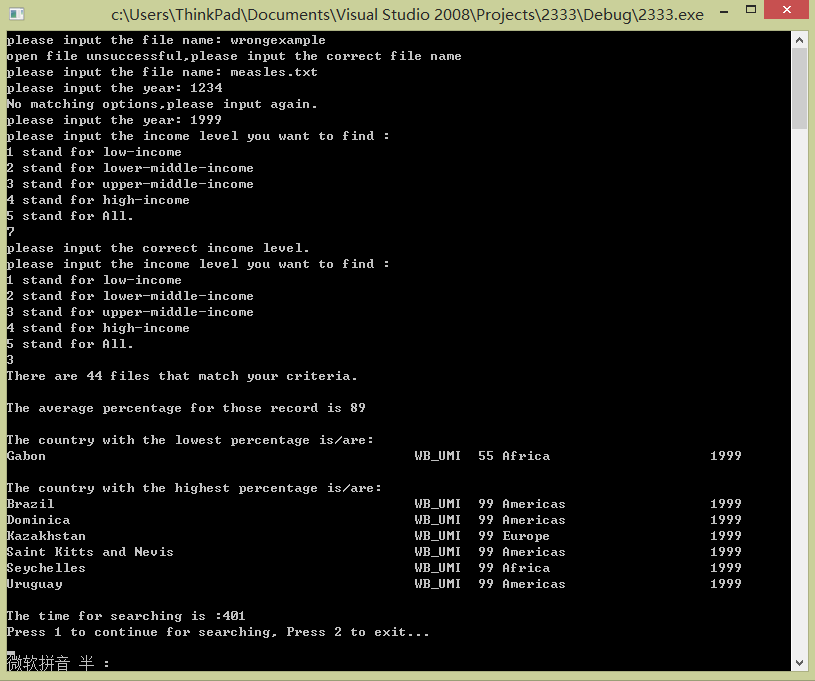 c:\Users\ThinkPad\Documents\Visual Studio 2008\Projects\2333\Debug\2333.exe
please input the file name: wrongexample
open file unsuccessful,please input the correct file name
please input the file name: measles.txt
please input the year: 1234
No matching options,please input again.
please input the year: 1999
please input the income level you want to find :
1 stand for low-income
2 stand for lower-middle-income
3 stand for upper-middle-income
4 stand for high-income
5 stand for All.
7
please input the correct income level.
please input the income level you want to find :
1 stand for low-income
2 stand for lower-middle-income
3 stand for upper-middle-income
4 stand for high-income
5 stand for All.
3
There are 44 files that match your criteria.
The average percentage for those record is 89
The country with the lowest percentage is/are:
Gabon WB_UMI 55 Africa 1999
The country with the highest percentage is/are:
Brazil WB_UMI 99 Americas 1999
Dominica WB_UMI 99 Americas 1999
Kazakhstan WB_UMI 99 Europe 1999
Saint Kitts and Nevis WB_UMI 99 Americas 1999
Seychelles WB_UMI 99 Africa 1999
Uruguay WB_UMI 99 Americas 1999
The time for searching is :401
Press 1 to continue for searching, Press 2 to exit...
微软拼音 半 :